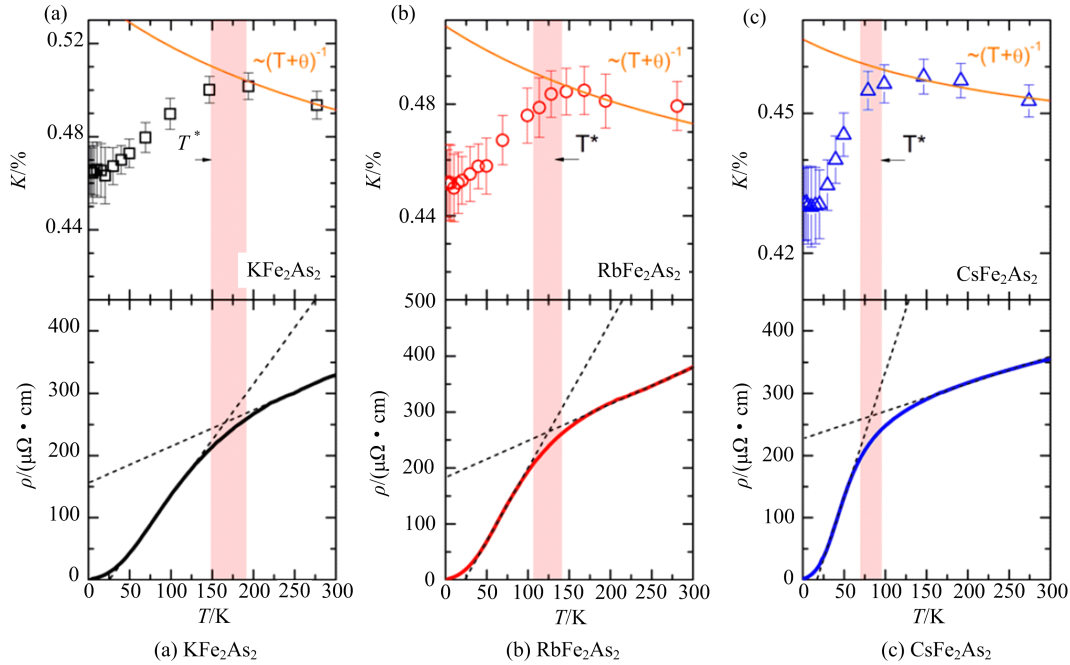 (a)
0.52
0.48
0.44
K/%
~(T+θ)⁻¹
T*
KFe₂As₂
400
300
200
100
0
ρ/(μΩ·cm)
0 50 100 150 200 250 300
T/K
(a) KFe₂As₂
(b)
0.48
0.44
K/%
~(T+θ)⁻¹
T*
RbFe₂As₂
500
400
300
200
100
0
ρ/(μΩ·cm)
0 50 100 150 200 250 300
T/K
(b) RbFe₂As₂
(c)
0.45
0.42
K/%
~(T+θ)⁻¹
T*
CsFe₂As₂
400
300
200
100
0
ρ/(μΩ·cm)
0 50 100 150 200 250 300
T/K
(c) CsFe₂As₂